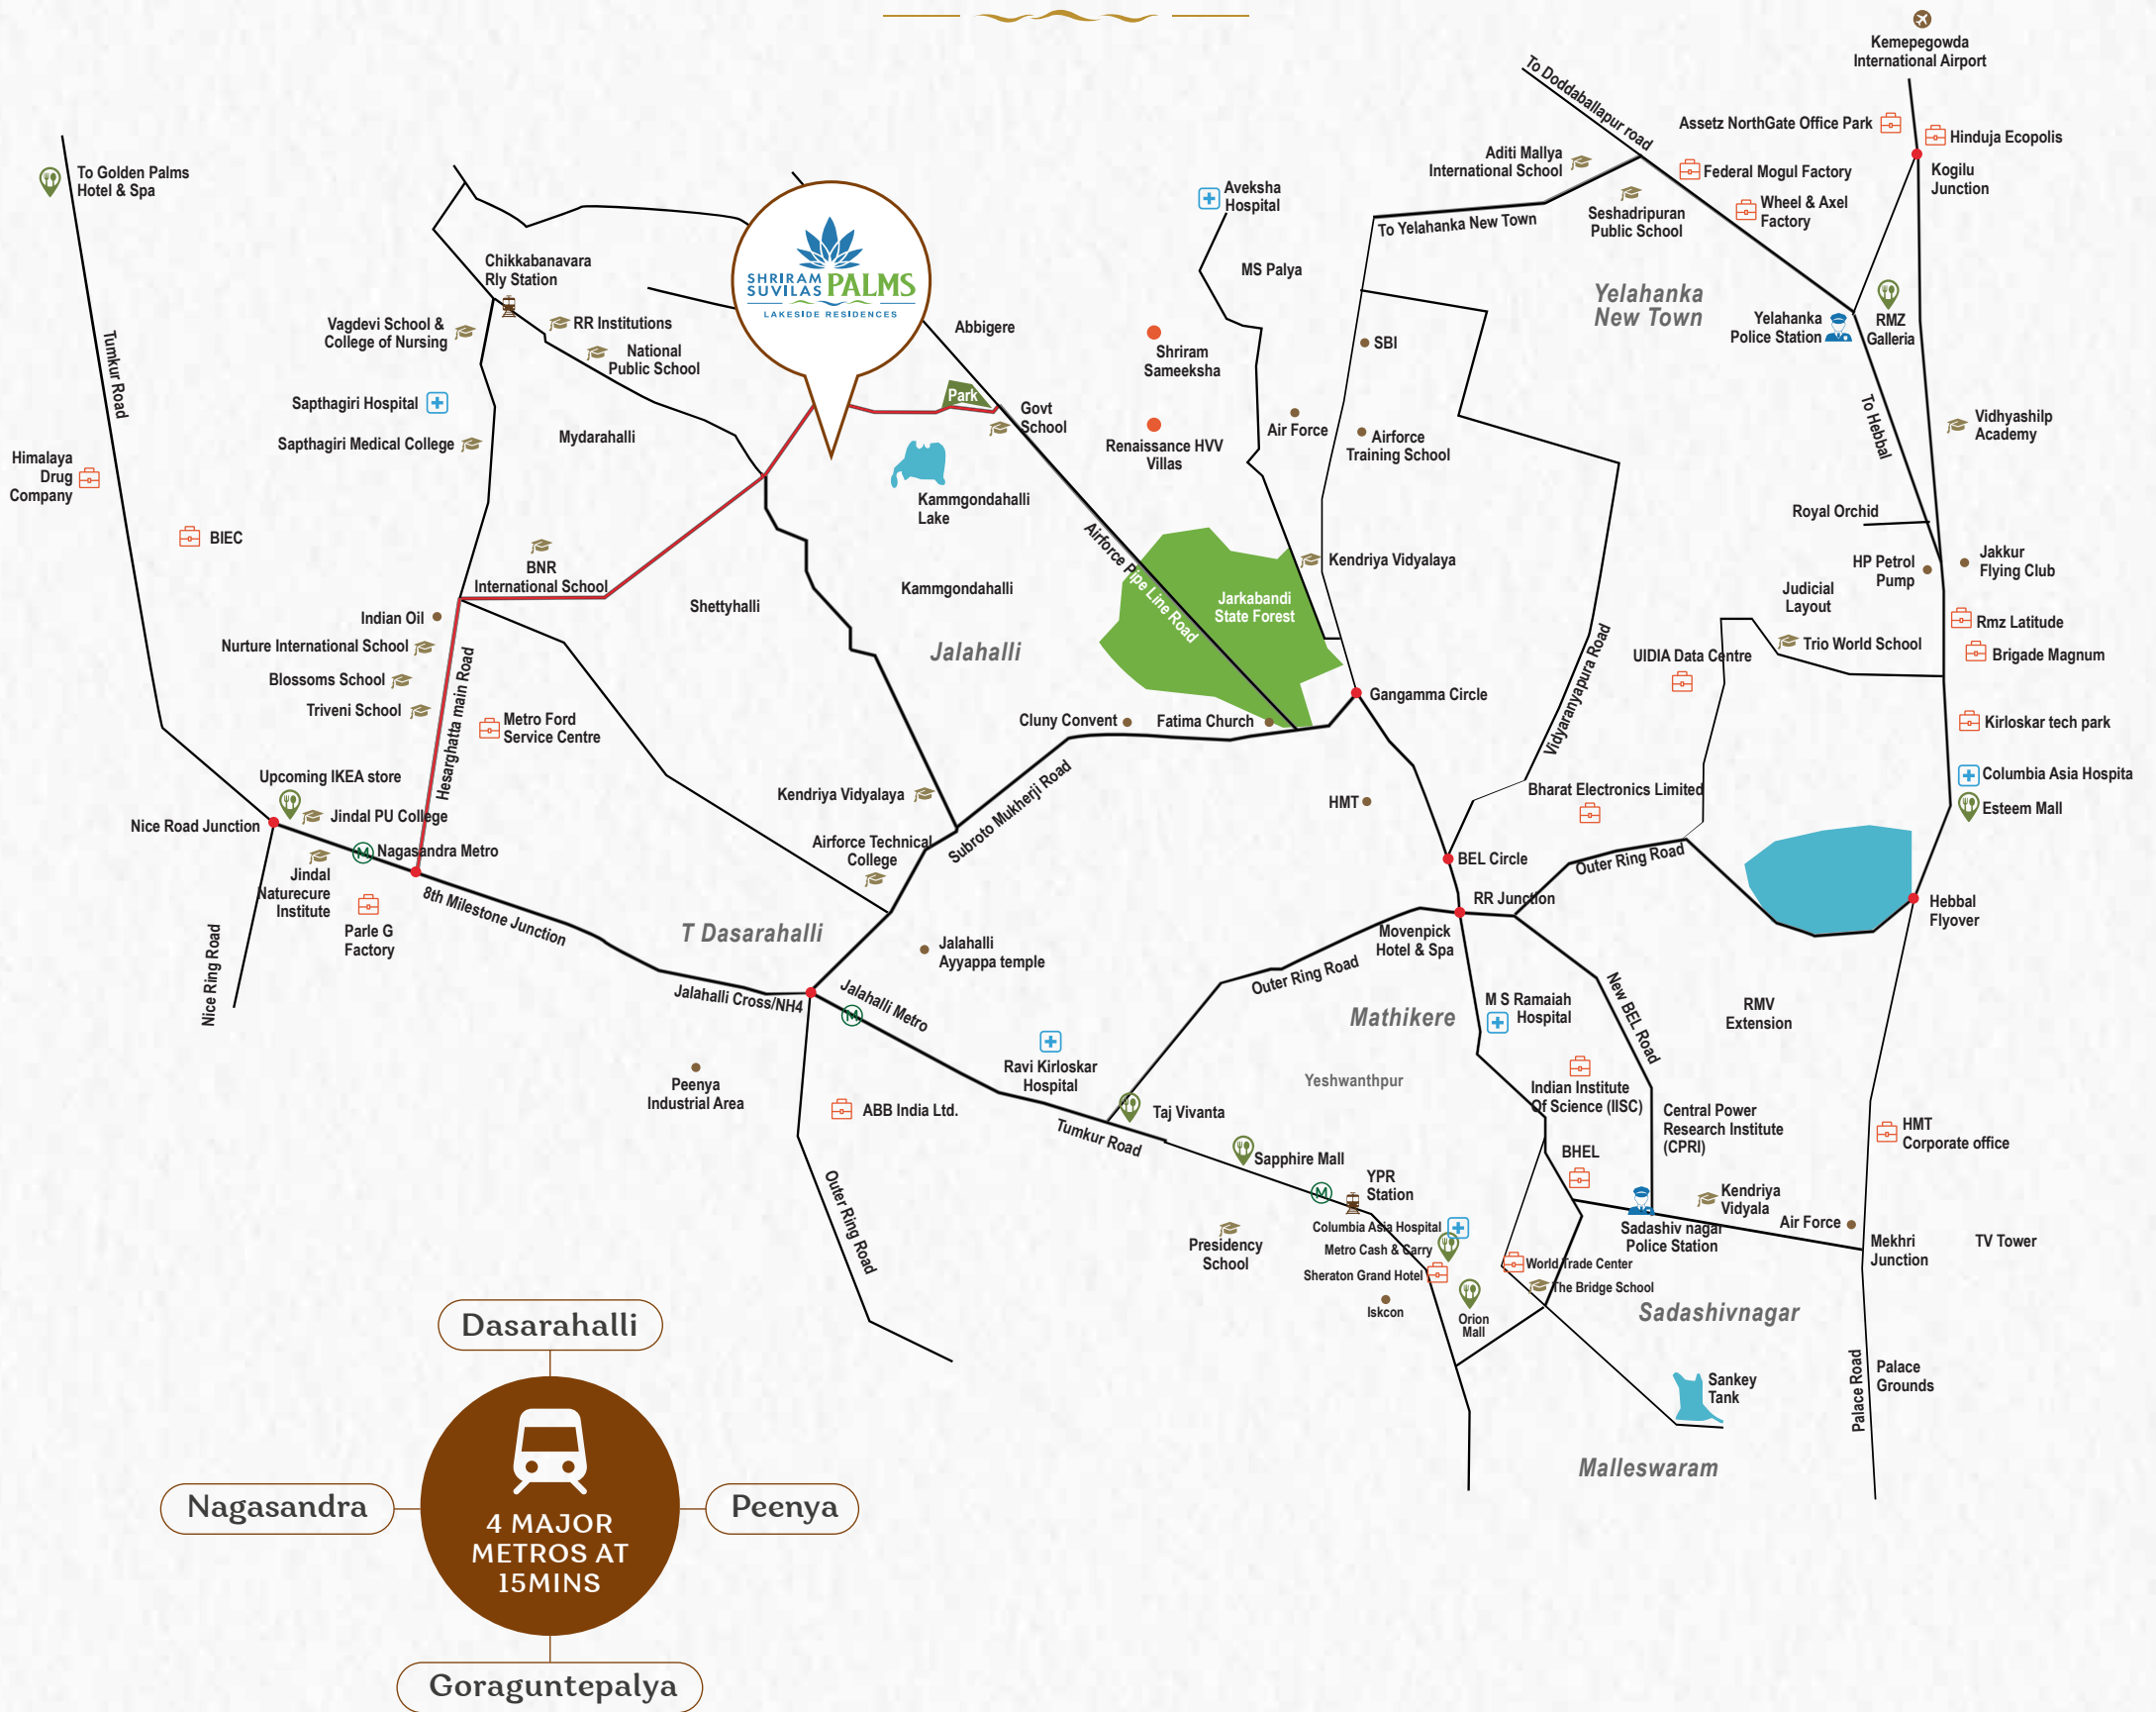 Kemepegowda
International Airport
To Doddaballapur road
Assetz NorthGate Office Park
Hinduja Ecopolis
Kogilu
Junction
Aditi Mallya
International School
Federal Mogul Factory
Wheel & Axel
Factory
Seshadripuran
Public School
To Yelahanka New Town
To Golden Palms
Hotel & Spa
Aveksha
Hospital
MS Palya
Yelahanka
New Town
Yelahanka
Police Station
RMZ
Galleria
Chikkabanavara
Rly Station
SHRIRAM
SUVILAS
PALMS
LAKESIDE RESIDENCES
Abbigere
Vagdevi School &
College of Nursing
RR Institutions
National
Public School
Tumkur Road
Shriram
Sameeksha
SBI
Sapthagiri Hospital
Park
Govt
School
Air Force
Airforce
Training School
To Hebbal
Vidhyashilp
Academy
Sapthagiri Medical College
Mydarahalli
Renaissance HVV
Villas
Himalaya
Drug
Company
Kammgondahalli
Lake
Royal Orchid
BIEC
BNR
International School
Airforce Pipe Line Road
Kendriya Vidyalaya
HP Petrol
Pump
Jakkur
Flying Club
Kammgondahalli
Shettyhalli
Jarkabandi
State Forest
Judicial
Layout
Indian Oil
Rmz Latitude
Nurture International School
Jalahalli
Trio World School
Brigade Magnum
UIDIA Data Centre
Blossoms School
Triveni School
Hesarghatta main Road
Metro Ford
Service Centre
Gangamma Circle
Vidyaranyapura Road
Cluny Convent
Fatima Church
Kirloskar tech park
Upcoming IKEA store
Columbia Asia Hospita
Jindal PU College
Kendriya Vidyalaya
Subroto Mukherji Road
HMT
Bharat Electronics Limited
Esteem Mall
Nice Road Junction
Nagasandra Metro
Airforce Technical
College
BEL Circle
Outer Ring Road
Jindal
Naturecure
Institute
8th Milestone Junction
RR Junction
Hebbal
Flyover
Parle G
Factory
T Dasarahalli
Jalahalli
Ayyappa temple
Movenpick
Hotel & Spa
Outer Ring Road
Nice Ring Road
Jalahalli Cross/NH4
Jalahalli Metro
Mathikere
M S Ramaiah
Hospital
New BEL Road
RMV
Extension
Ravi Kirloskar
Hospital
Yeshwanthpur
Peenya
Industrial Area
ABB India Ltd.
Taj Vivanta
Indian Institute
Of Science (IISC)
Central Power
Research Institute
(CPRI)
HMT
Corporate office
Tumkur Road
Sapphire Mall
BHEL
YPR
Station
Kendriya
Vidyala
Outer Ring Road
Presidency
School
Columbia Asia Hospital
Metro Cash & Carry
Sheraton Grand Hotel
Sadashiv nagar
Police Station
Air Force
Mekhri
Junction
TV Tower
World Trade Center
The Bridge School
Iskcon
Orion
Mall
Sadashivnagar
Sankey
Tank
Palace Road
Palace
Grounds
Malleswaram
Dasarahalli
Nagasandra
4 MAJOR
METROS AT
15MINS
Peenya
Goraguntepalya